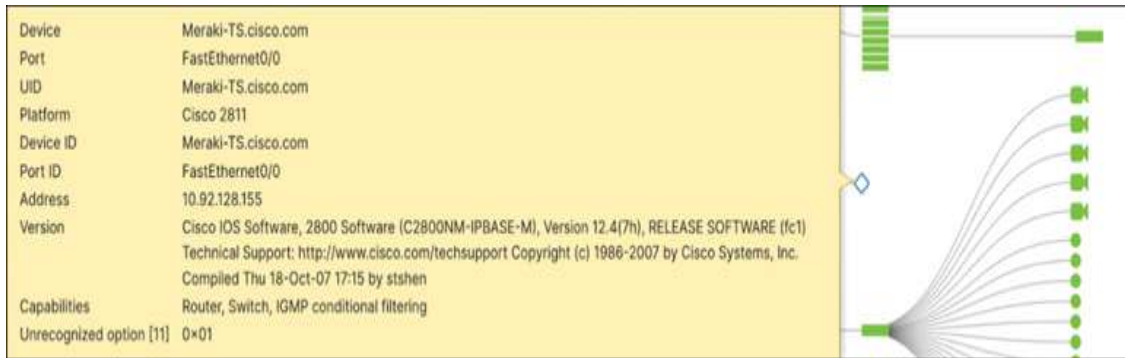 Device Meraki-TS.cisco.com
Port FastEthernet0/0
UID Meraki-TS.cisco.com
Platform Cisco 2811
Device ID Meraki-TS.cisco.com
Port ID FastEthernet0/0
Address 10.92.128.155
Version Cisco IOS Software, 2800 Software (C2800NM-IPBASE-M), Version 12.4(7h), RELEASE SOFTWARE (fc1)
Technical Support: http://www.cisco.com/techsupport Copyright (c) 1986-2007 by Cisco Systems, Inc.
Compiled Thu 18-Oct-07 17:15 by stshen
Capabilities Router, Switch, IGMP conditional filtering
Unrecognized option [11] 0×01